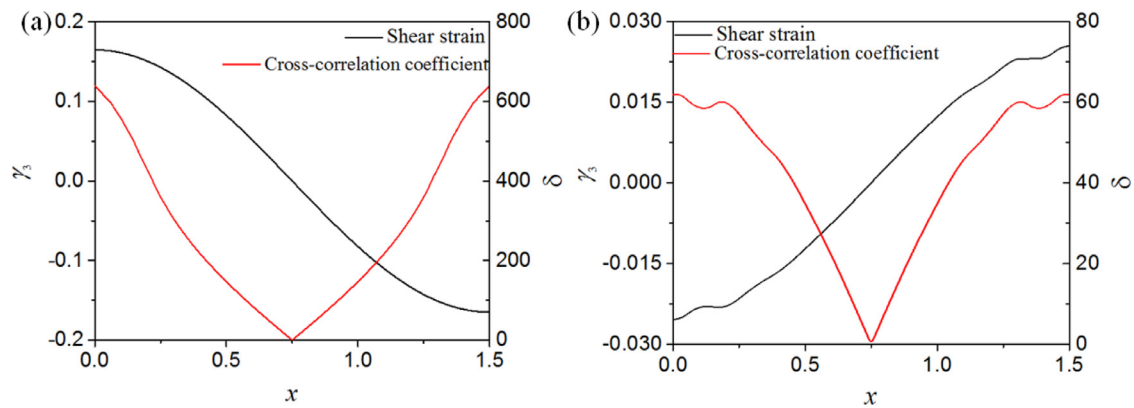 (a)
0.2
0.1
0.0
-0.1
-0.2
γ₃
Shear strain
Cross-correlation coefficient
800
600
400
200
0
δ
0.0 0.5 1.0 1.5
x
(b)
0.030
0.015
0.000
-0.015
-0.030
γ₃
Shear strain
Cross-correlation coefficient
80
60
40
20
0
δ
0.0 0.5 1.0 1.5
x